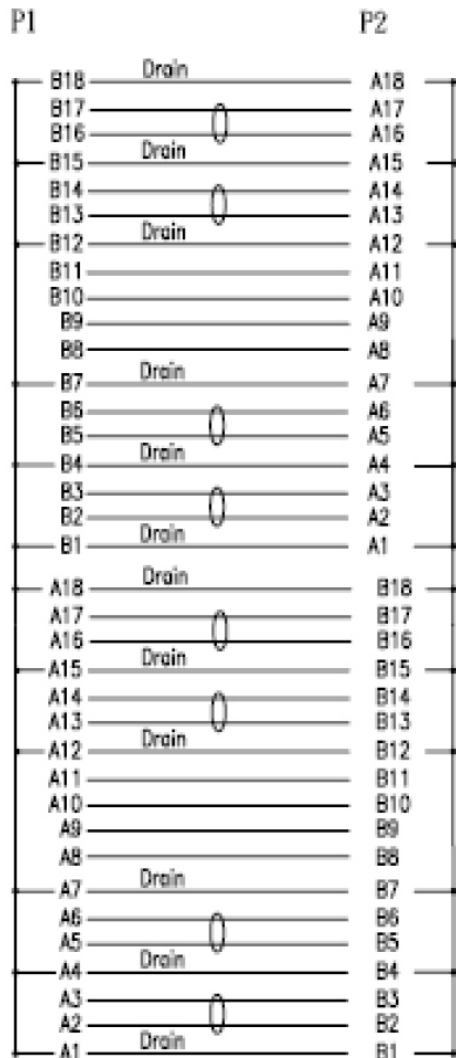 P1 P2
B18 Drain A18
B17 A17
B16 A16
B15 Drain A15
B14 A14
B13 A13
B12 Drain A12
B11 A11
B10 A10
B9 A9
B8 A8
B7 Drain A7
B6 A6
B5 A5
B4 Drain A4
B3 A3
B2 A2
B1 Drain A1
A18 Drain B18
A17 B17
A16 B16
A15 Drain B15
A14 B14
A13 B13
A12 Drain B12
A11 B11
A10 B10
A9 B9
A8 B8
A7 Drain B7
A6 B6
A5 B5
A4 Drain B4
A3 B3
A2 B2
A1 Drain B1